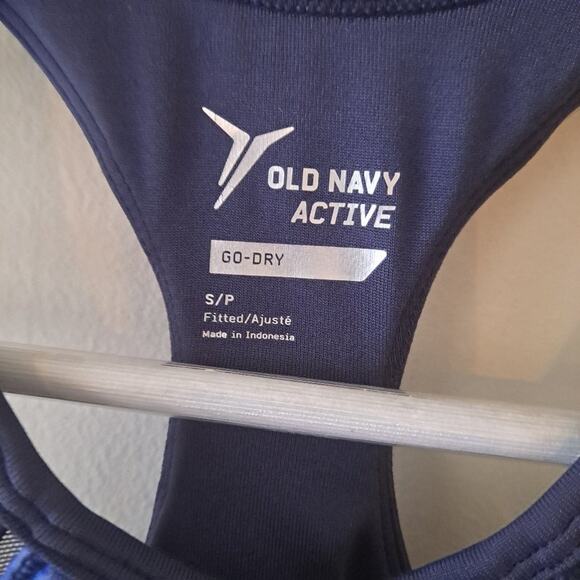 OLD NAVY
ACTIVE
GO-DRY
S/P
Fitted/Ajusté
Made in Indonesia